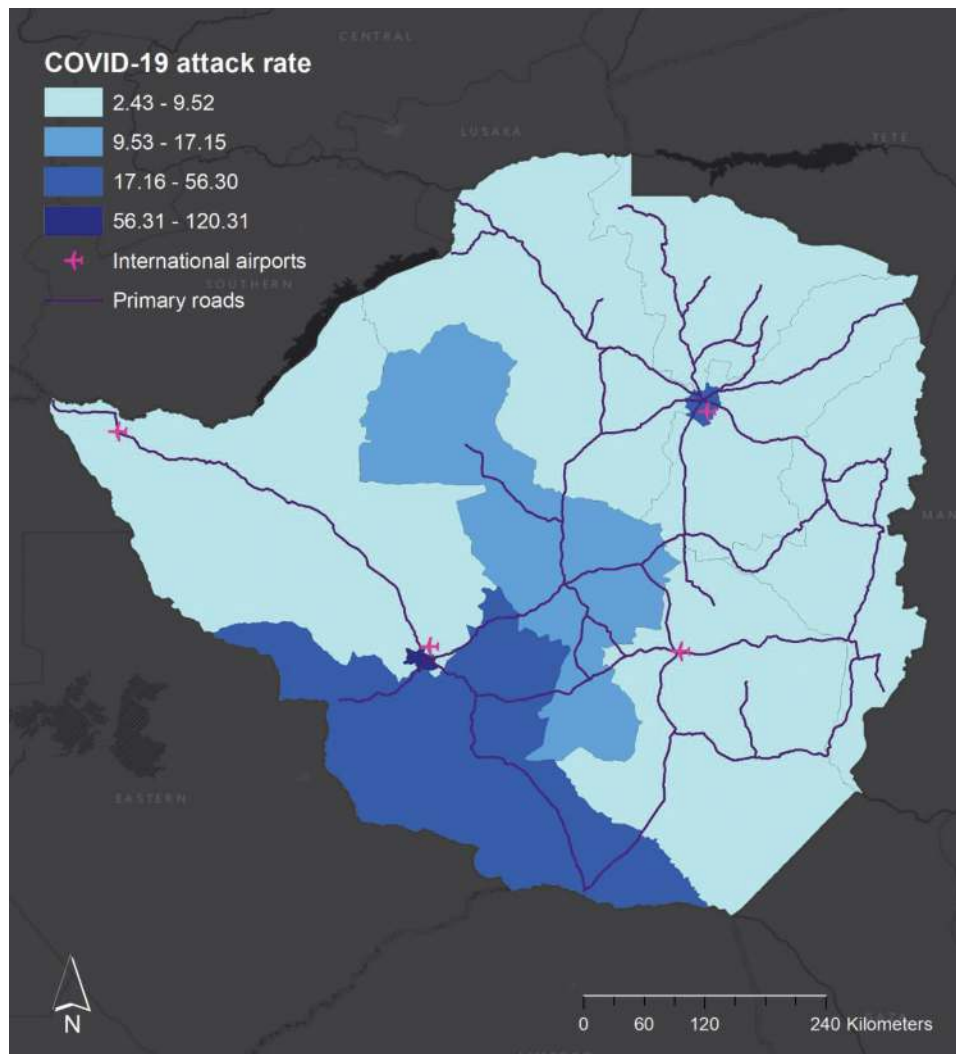 CENTRAL
COVID-19 attack rate
2.43 - 9.52
9.53 - 17.15
17.16 - 56.30
56.31 - 120.31
International airports
Primary roads
LUSAKA
TETE
SOUTHERN
MAN
EASTERN
N
0 60 120 240 Kilometers